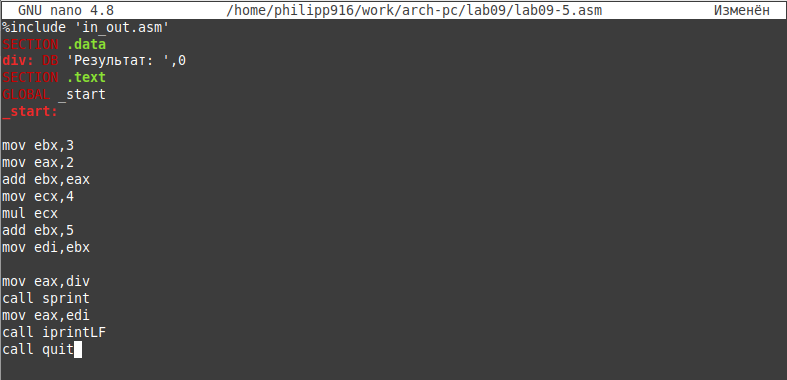 GNU nano 4.8 /home/philipp916/work/arch-pc/lab09/lab09-5.asm Изменён
%include 'in_out.asm'
SECTION .data
div: DB 'Результат: ',0
SECTION .text
GLOBAL _start
_start:
mov ebx,3
mov eax,2
add ebx,eax
mov ecx,4
mul ecx
add ebx,5
mov edi,ebx
mov eax,div
call sprint
mov eax,edi
call iprintLF
call quit